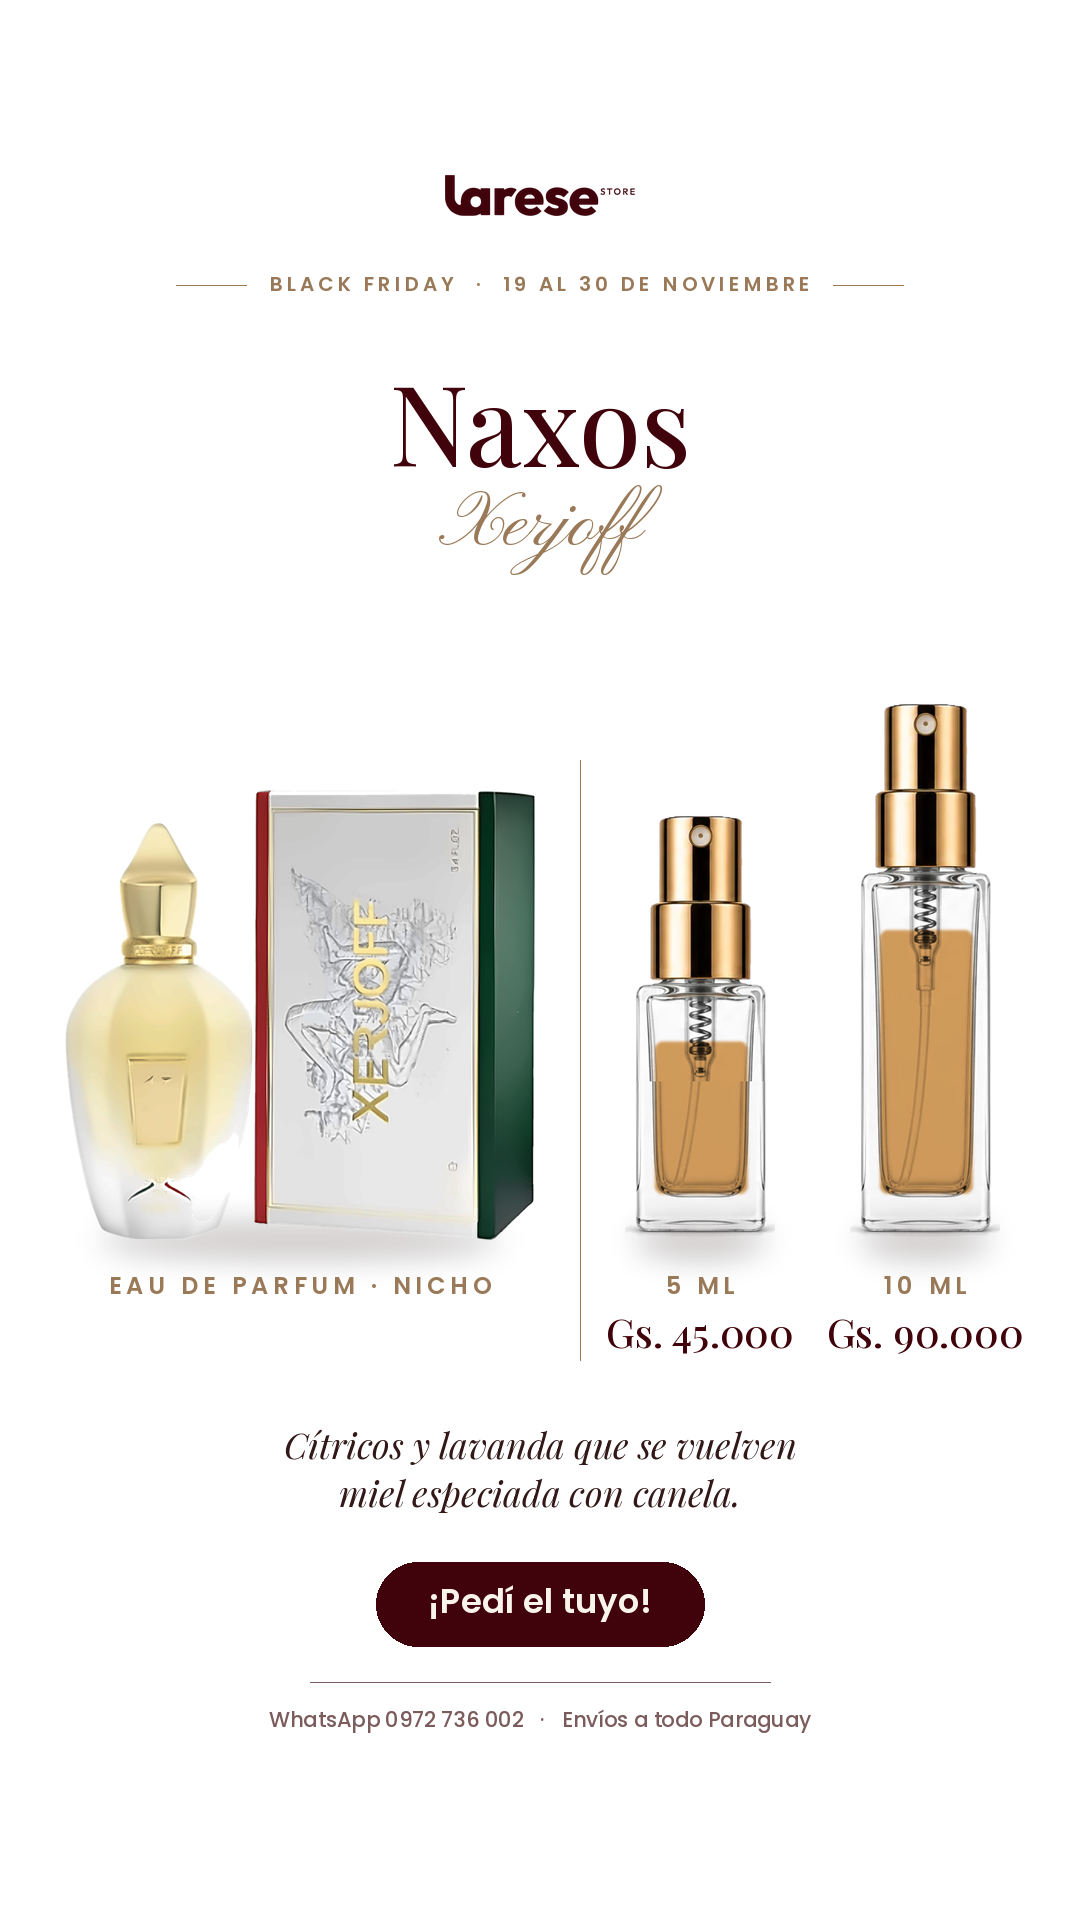 Larese STORE
BLACK FRIDAY · 19 AL 30 DE NOVIEMBRE
Naxos
Xerjoff
XERJOFF
EAU DE PARFUM · NICHO
5 ML
Gs. 45.000
10 ML
Gs. 90.000
Cítricos y lavanda que se vuelven
miel especiada con canela.
¡Pedí el tuyo!
WhatsApp 0972 736 002 · Envíos a todo Paraguay